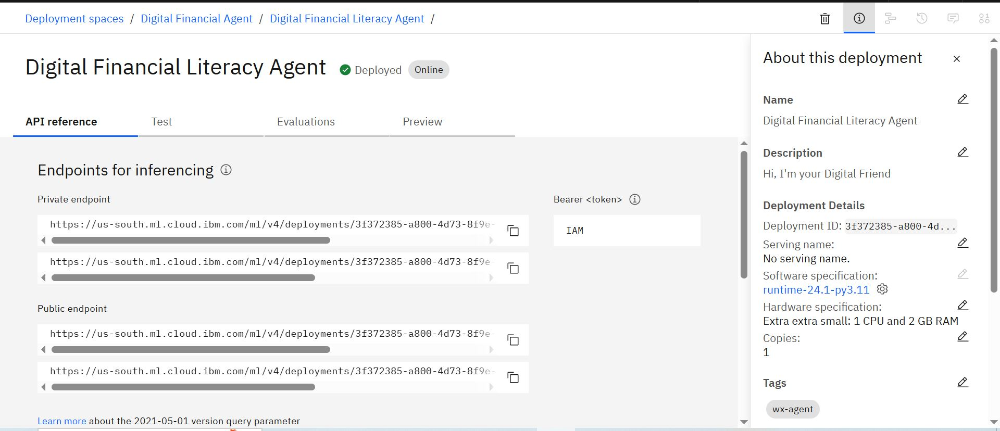 Deployment spaces / Digital Financial Agent / Digital Financial Literacy Agent /
Digital Financial Literacy Agent Deployed Online
API reference Test Evaluations Preview
Endpoints for inferencing
Private endpoint
https://us-south.ml.cloud.ibm.com/ml/v4/deployments/3f372385-a800-4d73-8f9e-
https://us-south.ml.cloud.ibm.com/ml/v4/deployments/3f372385-a800-4d73-8f9e-
Bearer <token>
IAM
Public endpoint
https://us-south.ml.cloud.ibm.com/ml/v4/deployments/3f372385-a800-4d73-8f9e-
https://us-south.ml.cloud.ibm.com/ml/v4/deployments/3f372385-a800-4d73-8f9e-
Learn more about the 2021-05-01 version query parameter
About this deployment
Name
Digital Financial Literacy Agent
Description
Hi, I'm your Digital Friend
Deployment Details
Deployment ID: 3f372385-a800-4d...
Serving name:
No serving name.
Software specification:
runtime-24.1-py3.11
Hardware specification:
Extra extra small: 1 CPU and 2 GB RAM
Copies:
1
Tags
wx-agent